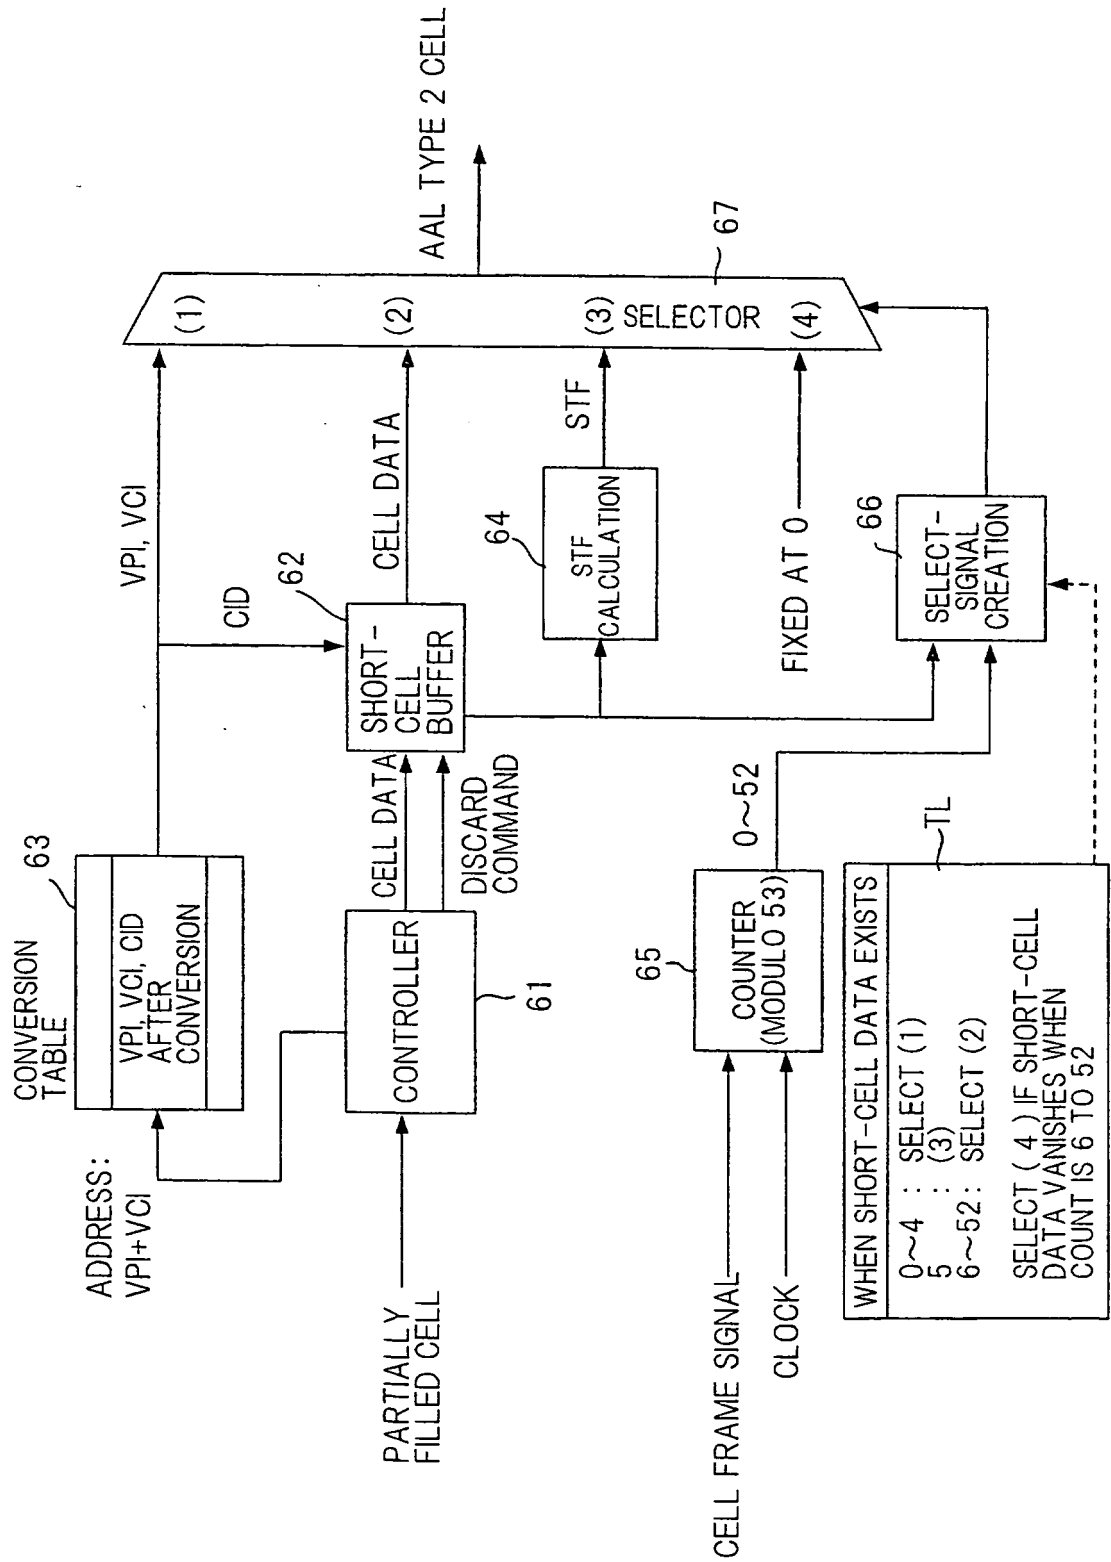 CONVERSION
TABLE
63
ADDRESS:
VPI+VCI
VPI, VCI, CID
AFTER
CONVERSION
VPI, VCI
CID
(1)
PARTIALLY
FILLED CELL
CONTROLLER
61
CELL DATA
DISCARD
COMMAND
SHORT-
CELL
BUFFER
62
CELL DATA
(2)
AAL TYPE 2 CELL
64
STF
CALCULATION
STF
(3)
SELECTOR
67
FIXED AT 0
(4)
CELL FRAME SIGNAL
CLOCK
65
COUNTER
(MODULO 53)
0~52
66
SELECT-
SIGNAL
CREATION
TL
WHEN SHORT-CELL DATA EXISTS
0~4 : SELECT (1)
5 : (3)
6~52: SELECT (2)
SELECT ( 4 ) IF SHORT-CELL
DATA VANISHES WHEN
COUNT IS 6 TO 52